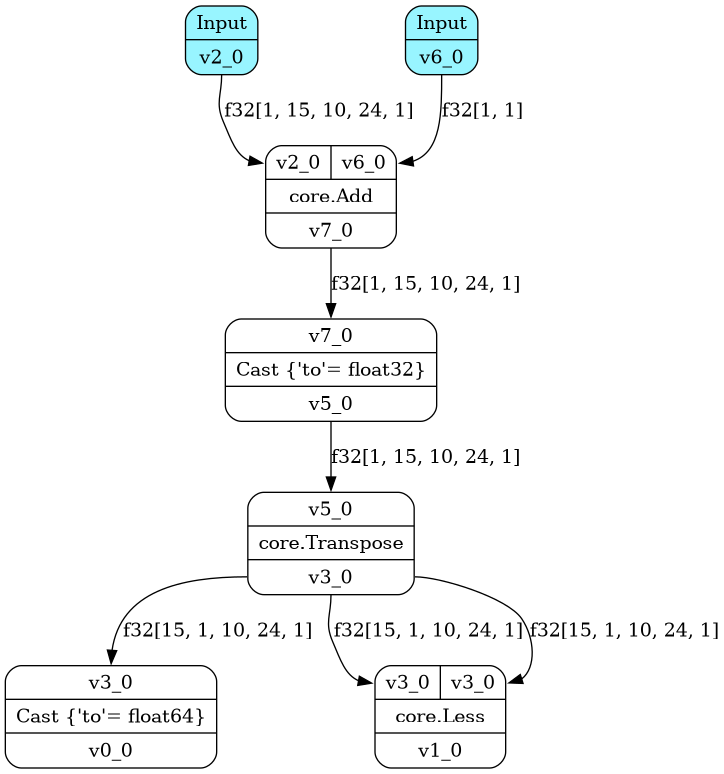 Input
v2_0
Input
v6_0
f32[1, 15, 10, 24, 1]
f32[1, 1]
v2_0
v6_0
core.Add
v7_0
f32[1, 15, 10, 24, 1]
v7_0
Cast {'to'= float32}
v5_0
f32[1, 15, 10, 24, 1]
v5_0
core.Transpose
v3_0
f32[15, 1, 10, 24, 1]
f32[15, 1, 10, 24, 1]
f32[15, 1, 10, 24, 1]
v3_0
Cast {'to'= float64}
v0_0
v3_0
v3_0
core.Less
v1_0